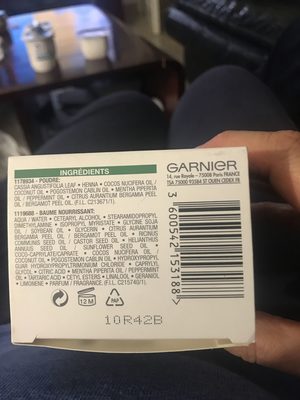 INGRÉDIENTS
GARNIER
14, rue Royale - 75008 Paris FRANCE
TSA 75000 93584 ST OUEN CEDEX FR
1178934 - POUDRE:
CASSIA ANGUSTIFOLIA LEAF • HENNA • COCOS NUCIFERA OIL /
COCONUT OIL • POGOSTEMON CABLIN OIL • MENTHA PIPERITA
OIL / PEPPERMINT OIL • CITRUS AURANTIUM BERGAMIA PEEL
OIL / BERGAMOT PEEL OIL (F.I.L. C213671/1)
1119688 - BAUME NOURRISSANT:
AQUA / WATER • CETEARYL ALCOHOL • STEARAMIDOPROPYL
DIMETHYLAMINE • ISOPROPYL MYRISTATE • GLYCINE SOJA
OIL / SOYBEAN OIL • GLYCERIN • CITRUS AURANTIUM
BERGAMIA PEEL OIL / BERGAMOT PEEL OIL • RICINUS
COMMUNIS SEED OIL / CASTOR SEED OIL • HELIANTHUS
ANNUUS SEED OIL / SUNFLOWER SEED OIL •
COCO-CAPRYLATE/CAPRATE • COCOS NUCIFERA OIL /
COCONUT OIL • POGOSTEMON CABLIN OIL • HYDROXYPROPYL
GUAR HYDROXYPROPYLTRIMONIUM CHLORIDE • CAPRYLYL
GLYCOL • CITRIC ACID • MENTHA PIPERITA OIL / PEPPERMINT
OIL • TARTARIC ACID • CETYL ESTERS • LINALOOL • GERANIOL
• LIMONENE • PARFUM / FRAGRANCE (F.I.L. C215740/1)
3 600542 153188
12 M
PAP
10R42B